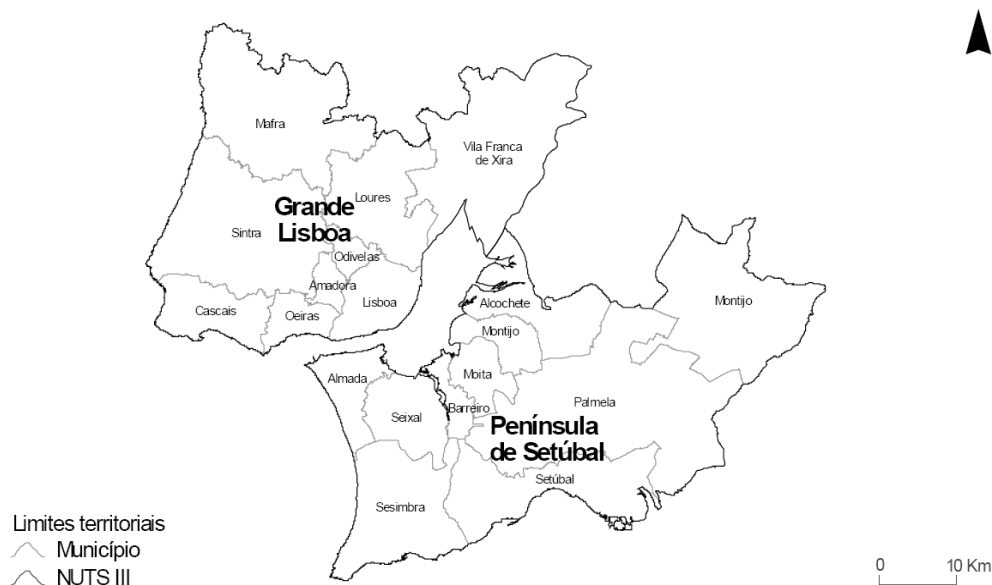 Mafra
Vila Franca
de Xira
Loures
Grande
Lisboa
Sintra
Odivelas
Amadora
Lisboa
Cascais
Oeiras
Alcochete
Montijo
Montijo
Almada
Moita
Seixal
Barreiro
Palmela
Península
de Setúbal
Setúbal
Sesimbra
Limites territoriais
Município
NUTS III
0 10 Km